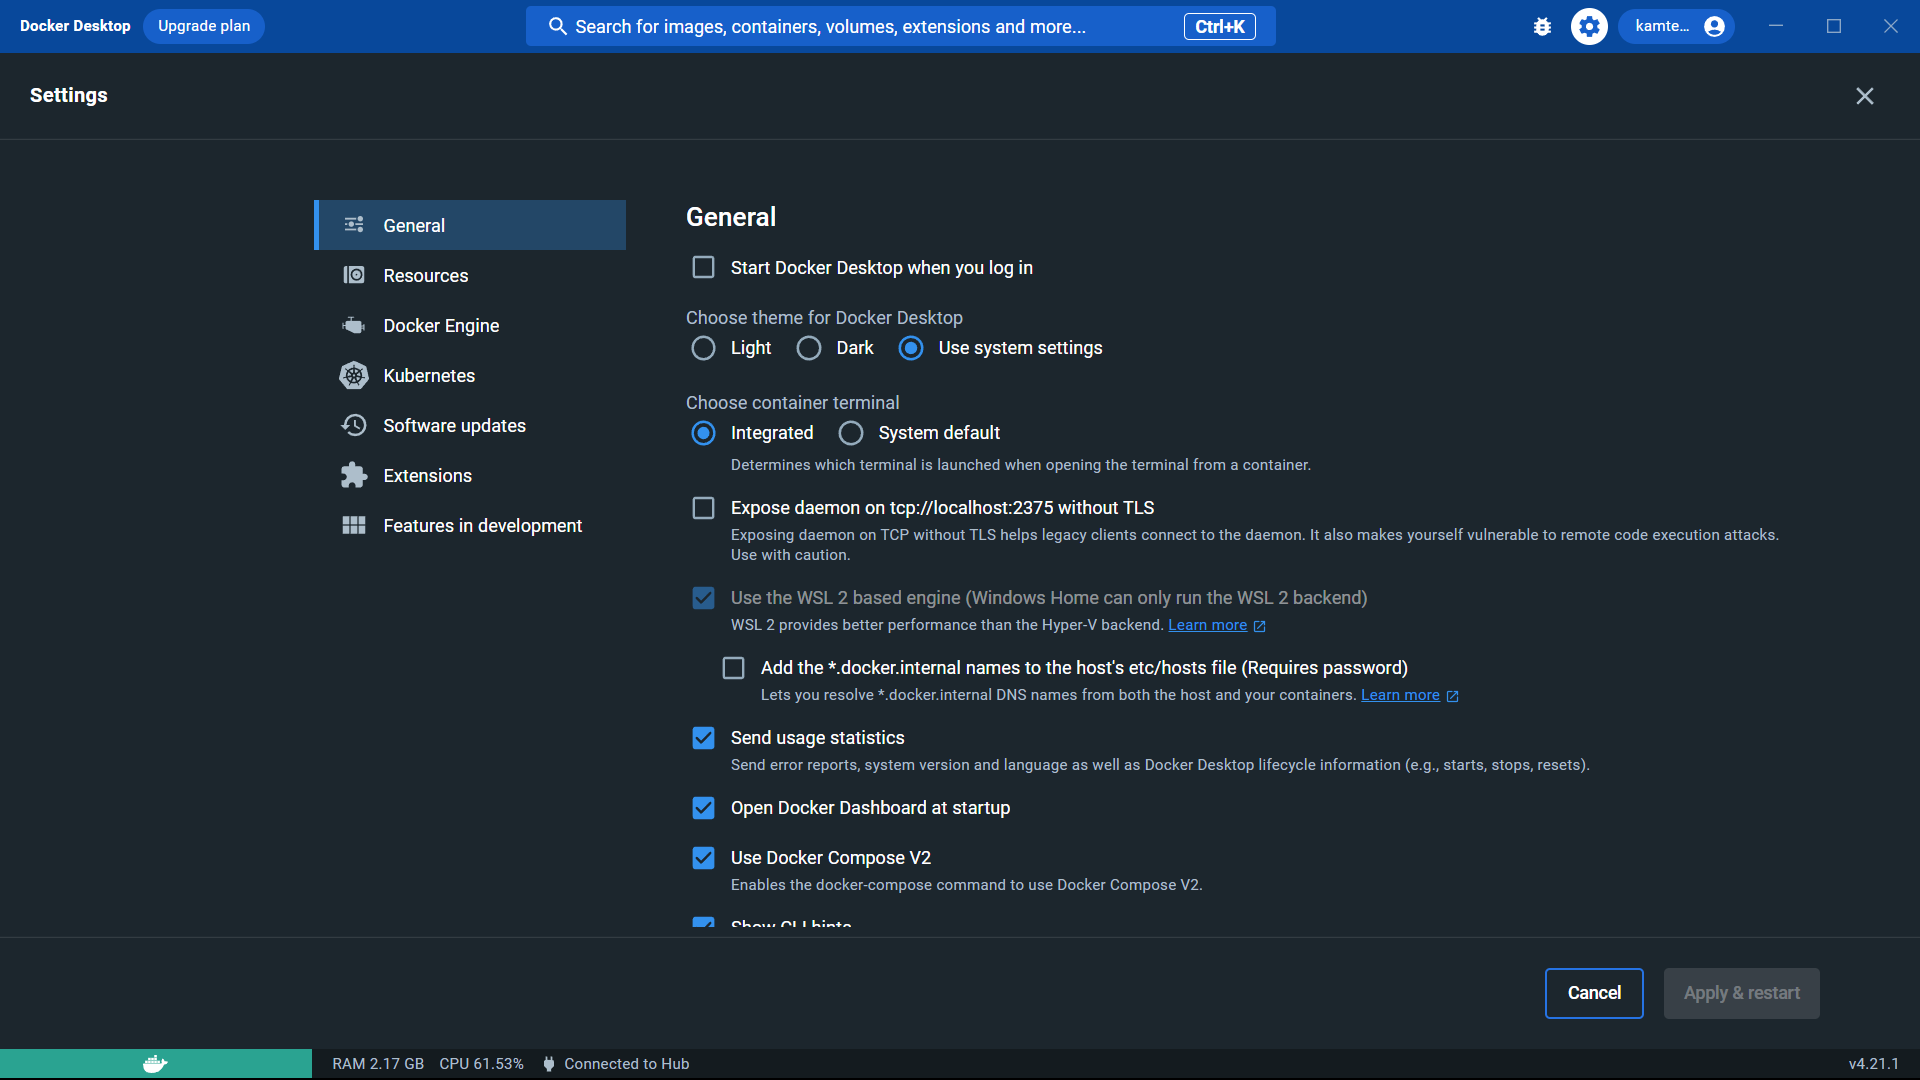 Docker Desktop
Upgrade plan
Search for images, containers, volumes, extensions and more...
Ctrl+K
kamte...
Settings
General
Resources
Docker Engine
Kubernetes
Software updates
Extensions
Features in development
General
Start Docker Desktop when you log in
Choose theme for Docker Desktop
Light Dark Use system settings
Choose container terminal
Integrated System default
Determines which terminal is launched when opening the terminal from a container.
Expose daemon on tcp://localhost:2375 without TLS
Exposing daemon on TCP without TLS helps legacy clients connect to the daemon. It also makes yourself vulnerable to remote code execution attacks.
Use with caution.
Use the WSL 2 based engine (Windows Home can only run the WSL 2 backend)
WSL 2 provides better performance than the Hyper-V backend. Learn more
Add the *.docker.internal names to the host's etc/hosts file (Requires password)
Lets you resolve *.docker.internal DNS names from both the host and your containers. Learn more
Send usage statistics
Send error reports, system version and language as well as Docker Desktop lifecycle information (e.g., starts, stops, resets).
Open Docker Dashboard at startup
Use Docker Compose V2
Enables the docker-compose command to use Docker Compose V2.
Show CLI hints
Cancel
Apply & restart
RAM 2.17 GB CPU 61.53% Connected to Hub
v4.21.1